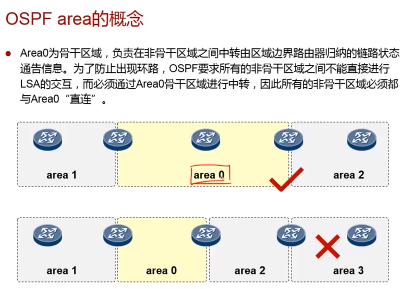 OSPF area的概念
Area0为骨干区域，负责在非骨干区域之间中转由区域边界路由器归纳的链路状态
通告信息。为了防止出现环路，OSPF要求所有的非骨干区域之间不能直接进行
LSA的交互，而必须通过Area0骨干区域进行中转，因此所有的非骨干区域必须都
与Area0“直连”。
area 1
area 0
area 2
area 1
area 0
area 2
area 3